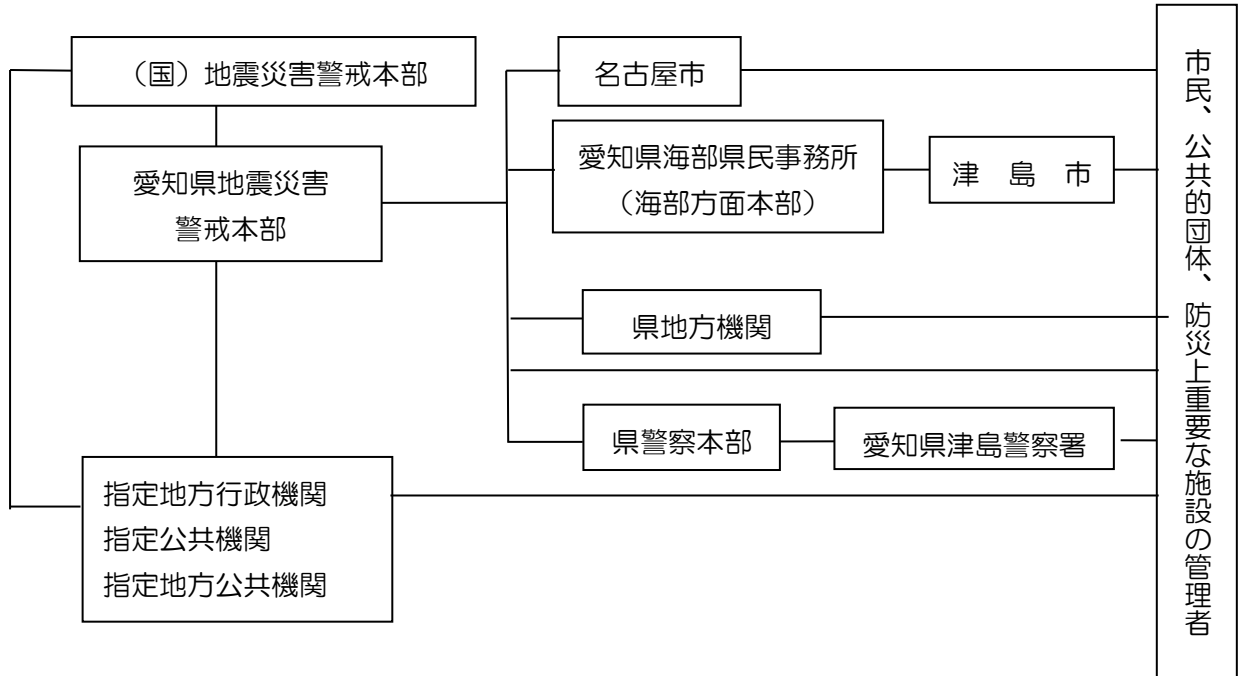 (国)地震災害警戒本部
愛知県地震災害
警戒本部
指定地方行政機関
指定公共機関
指定地方公共機関
名古屋市
愛知県海部県民事務所
(海部方面本部)
津 島 市
県地方機関
県警察本部
愛知県津島警察署
市民、公共的団体、防災上重要な施設の管理者